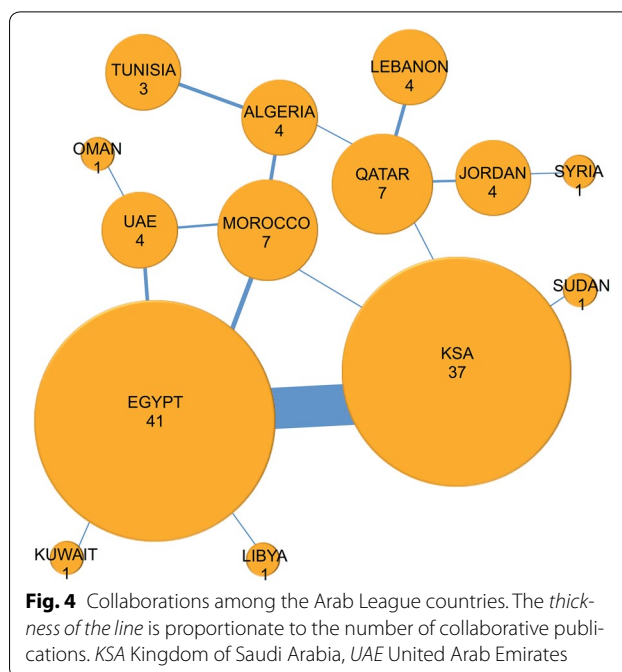 TUNISIA
3
LEBANON
4
ALGERIA
4
OMAN
1
QATAR
7
JORDAN
4
SYRIA
1
UAE
4
MOROCCO
7
SUDAN
1
KSA
37
EGYPT
41
KUWAIT
1
LIBYA
1
Fig. 4 Collaborations among the Arab League countries. The thick-
ness of the line is proportionate to the number of collaborative publi-
cations. KSA Kingdom of Saudi Arabia, UAE United Arab Emirates